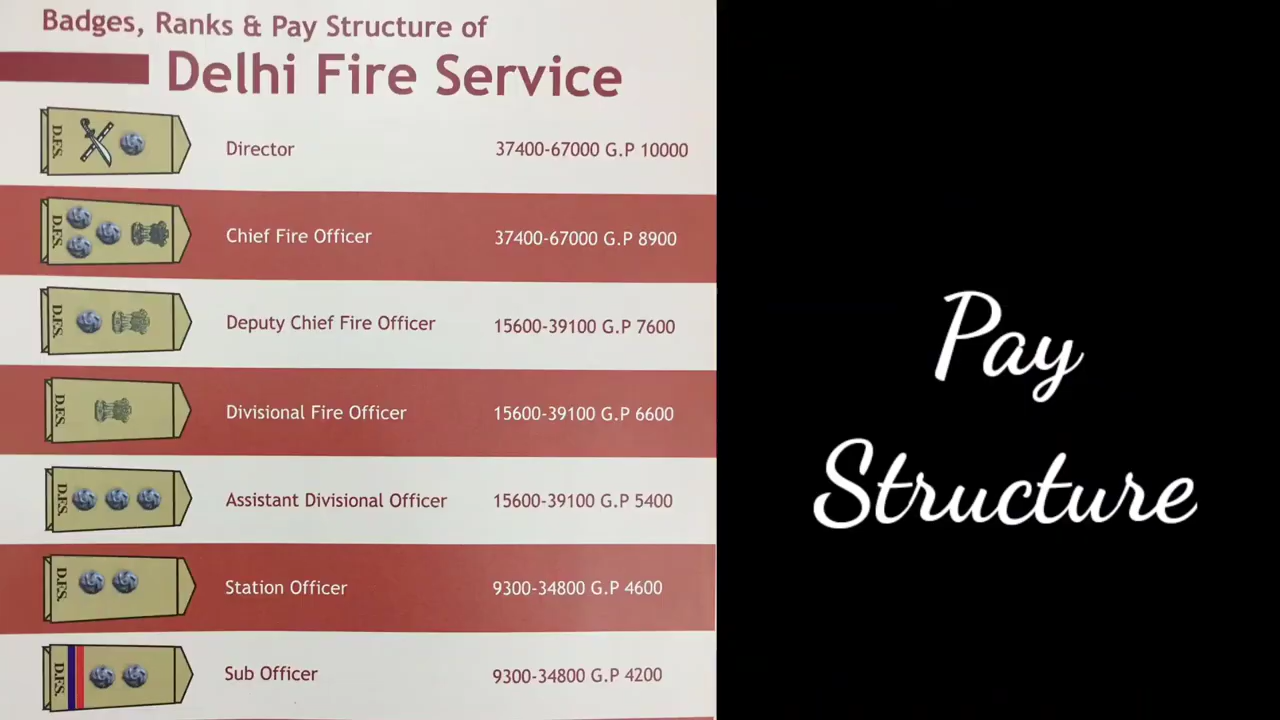 Badges, Ranks & Pay Structure of
Delhi Fire Service
D.F.S. Director 37400-67000 G.P 10000
D.F.S. Chief Fire Officer 37400-67000 G.P 8900
D.F.S. Deputy Chief Fire Officer 15600-39100 G.P 7600
D.F.S. Divisional Fire Officer 15600-39100 G.P 6600
D.F.S. Assistant Divisional Officer 15600-39100 G.P 5400
D.F.S. Station Officer 9300-34800 G.P 4600
D.F.S. Sub Officer 9300-34800 G.P 4200
Pay
Structure